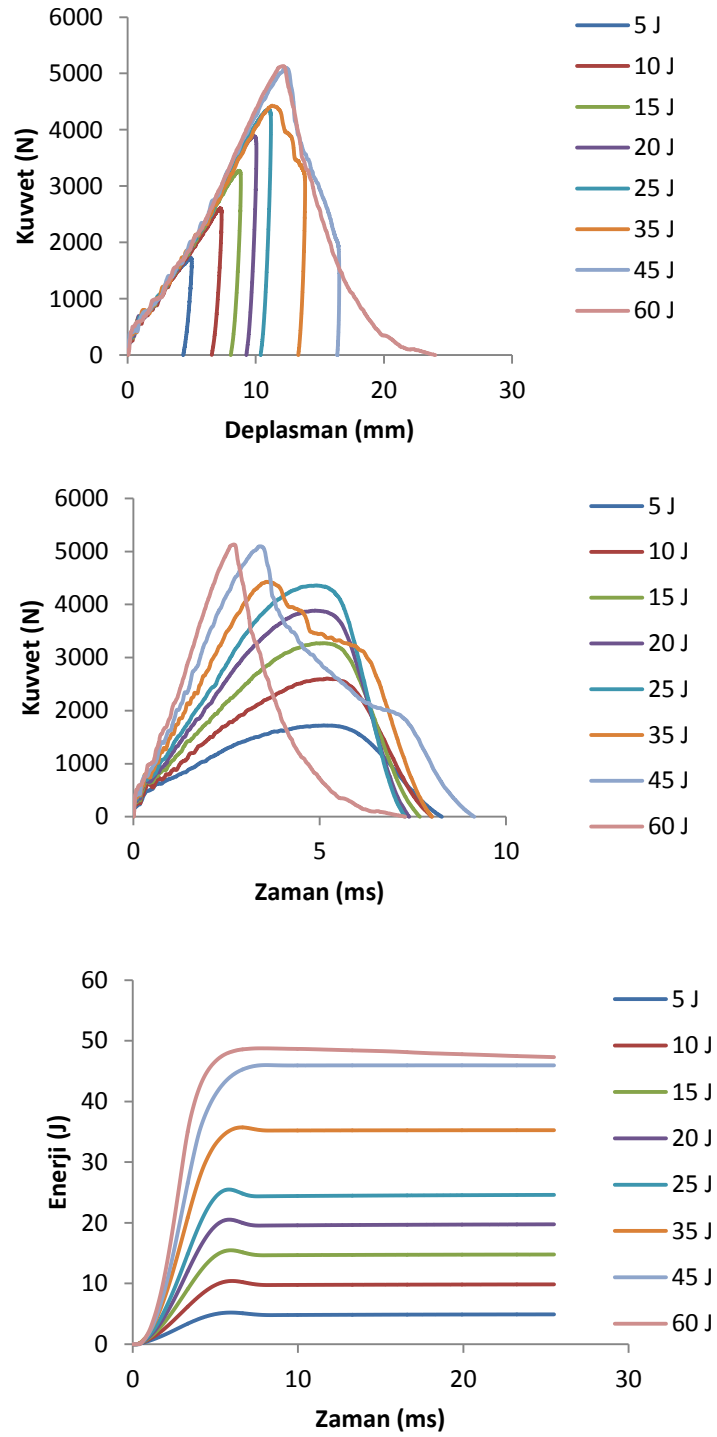 6000
5000
4000
3000
2000
1000
0
Kuvvet (N)
0 10 20 30
Deplasman (mm)
5 J
10 J
15 J
20 J
25 J
35 J
45 J
60 J
6000
5000
4000
3000
2000
1000
0
Kuvvet (N)
0 5 10
Zaman (ms)
5 J
10 J
15 J
20 J
25 J
35 J
45 J
60 J
60
50
40
30
20
10
0
Enerji (J)
0 10 20 30
Zaman (ms)
5 J
10 J
15 J
20 J
25 J
35 J
45 J
60 J